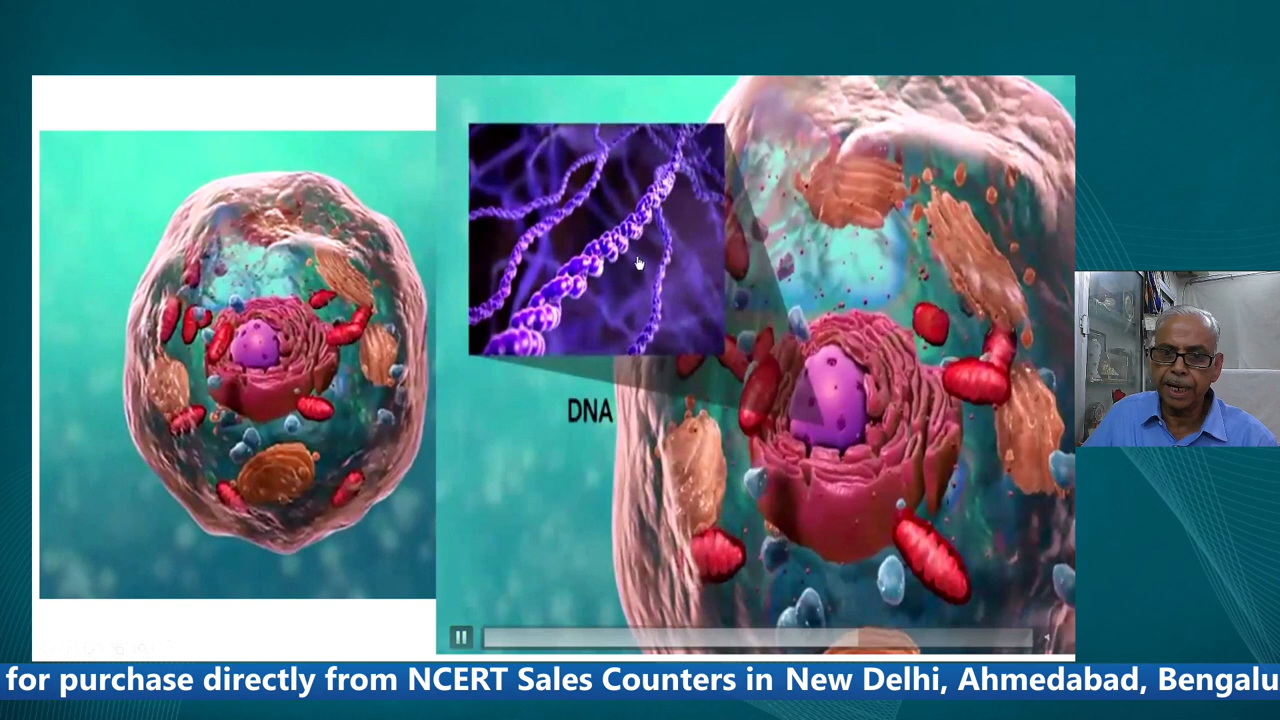 DNA
for purchase directly from NCERT Sales Counters in New Delhi, Ahmedabad, Bengalu